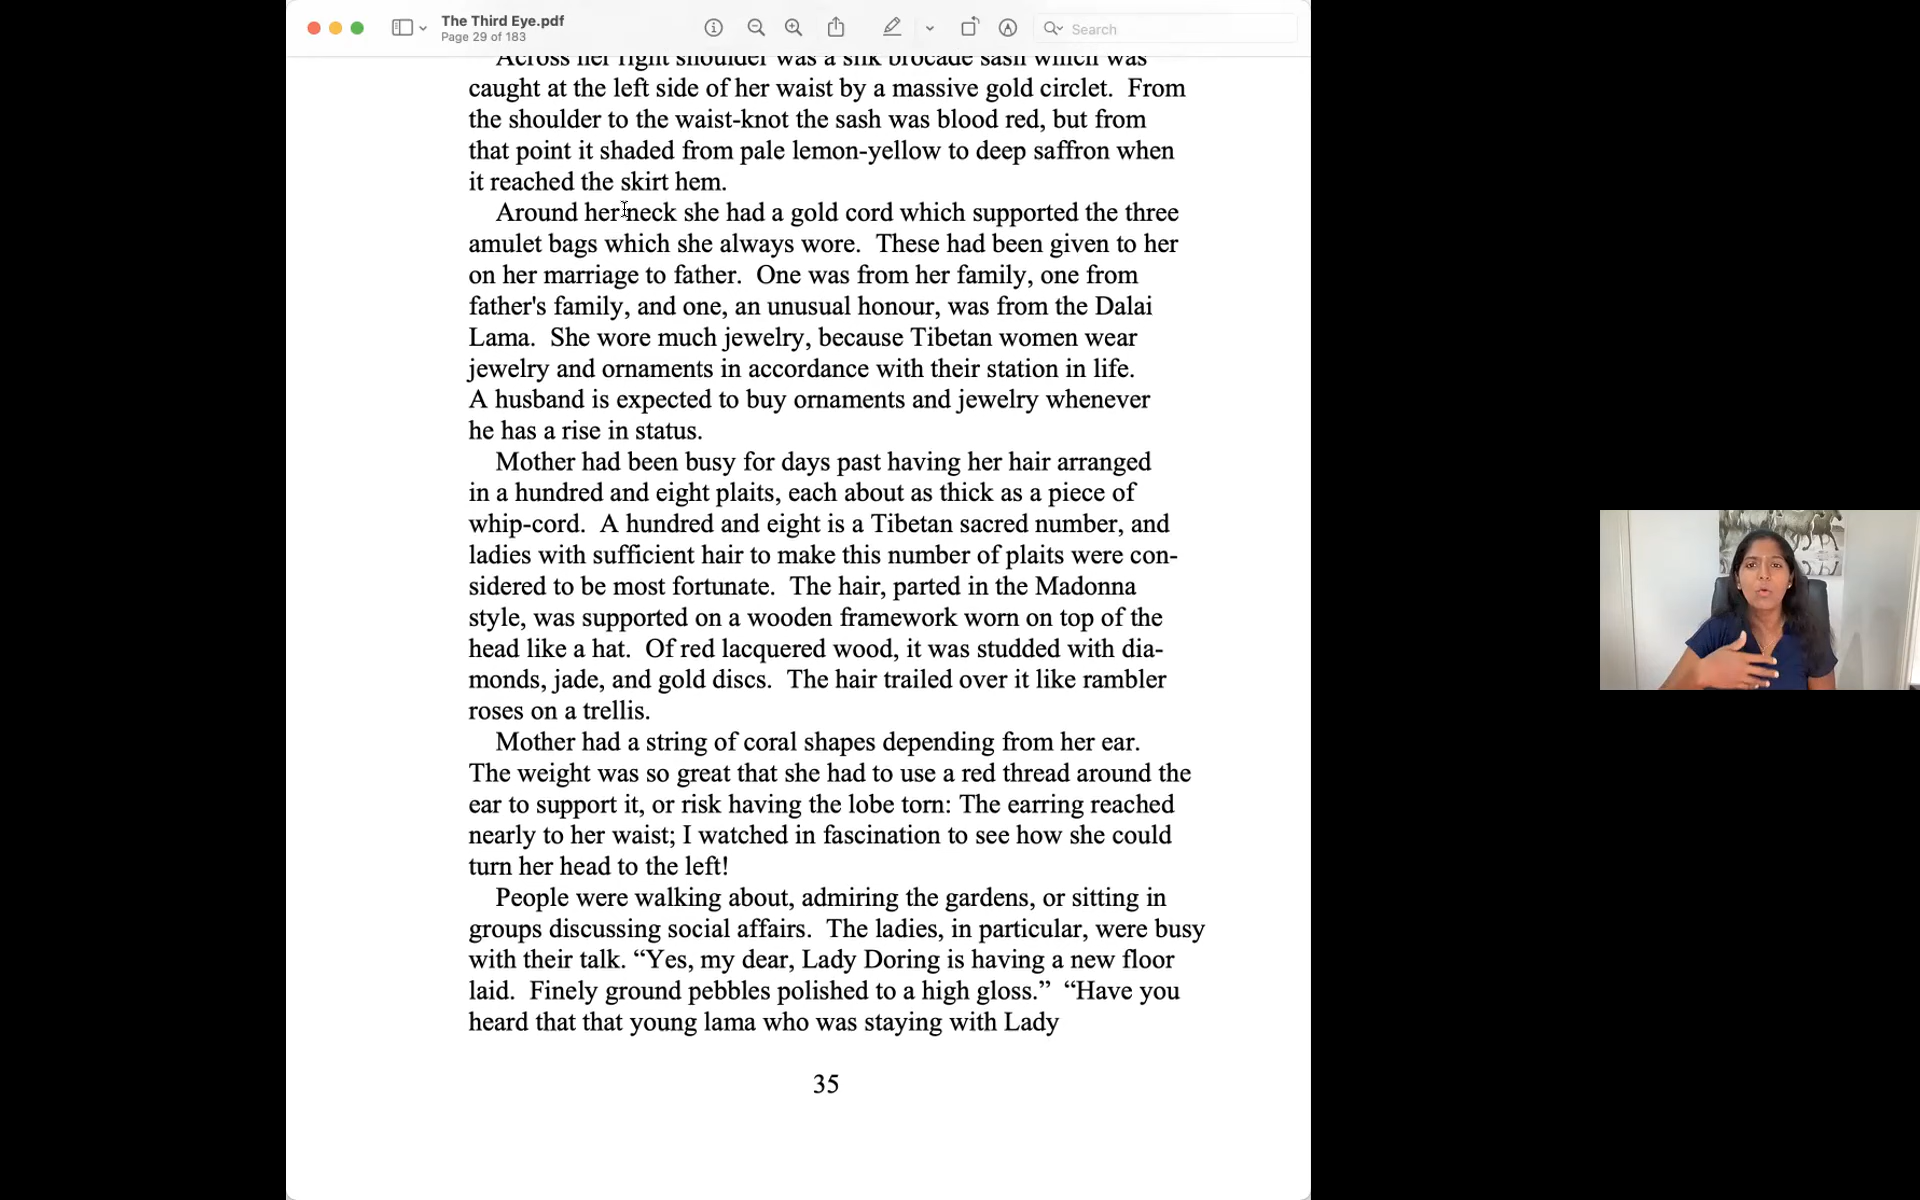 The Third Eye.pdf
Page 29 of 183
Search
Across her right shoulder was a silk brocade sash which was
caught at the left side of her waist by a massive gold circlet. From
the shoulder to the waist-knot the sash was blood red, but from
that point it shaded from pale lemon-yellow to deep saffron when
it reached the skirt hem.
Around her neck she had a gold cord which supported the three
amulet bags which she always wore. These had been given to her
on her marriage to father. One was from her family, one from
father's family, and one, an unusual honour, was from the Dalai
Lama. She wore much jewelry, because Tibetan women wear
jewelry and ornaments in accordance with their station in life.
A husband is expected to buy ornaments and jewelry whenever
he has a rise in status.
Mother had been busy for days past having her hair arranged
in a hundred and eight plaits, each about as thick as a piece of
whip-cord. A hundred and eight is a Tibetan sacred number, and
ladies with sufficient hair to make this number of plaits were con-
sidered to be most fortunate. The hair, parted in the Madonna
style, was supported on a wooden framework worn on top of the
head like a hat. Of red lacquered wood, it was studded with dia-
monds, jade, and gold discs. The hair trailed over it like rambler
roses on a trellis.
Mother had a string of coral shapes depending from her ear.
The weight was so great that she had to use a red thread around the
ear to support it, or risk having the lobe torn: The earring reached
nearly to her waist; I watched in fascination to see how she could
turn her head to the left!
People were walking about, admiring the gardens, or sitting in
groups discussing social affairs. The ladies, in particular, were busy
with their talk. “Yes, my dear, Lady Doring is having a new floor
laid. Finely ground pebbles polished to a high gloss.” “Have you
heard that that young lama who was staying with Lady
35